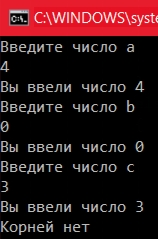 C:\WINDOWS\syste
Введите число a
4
Вы ввели число 4
Введите число b
0
Вы ввели число 0
Введите число c
3
Вы ввели число 3
Корней нет